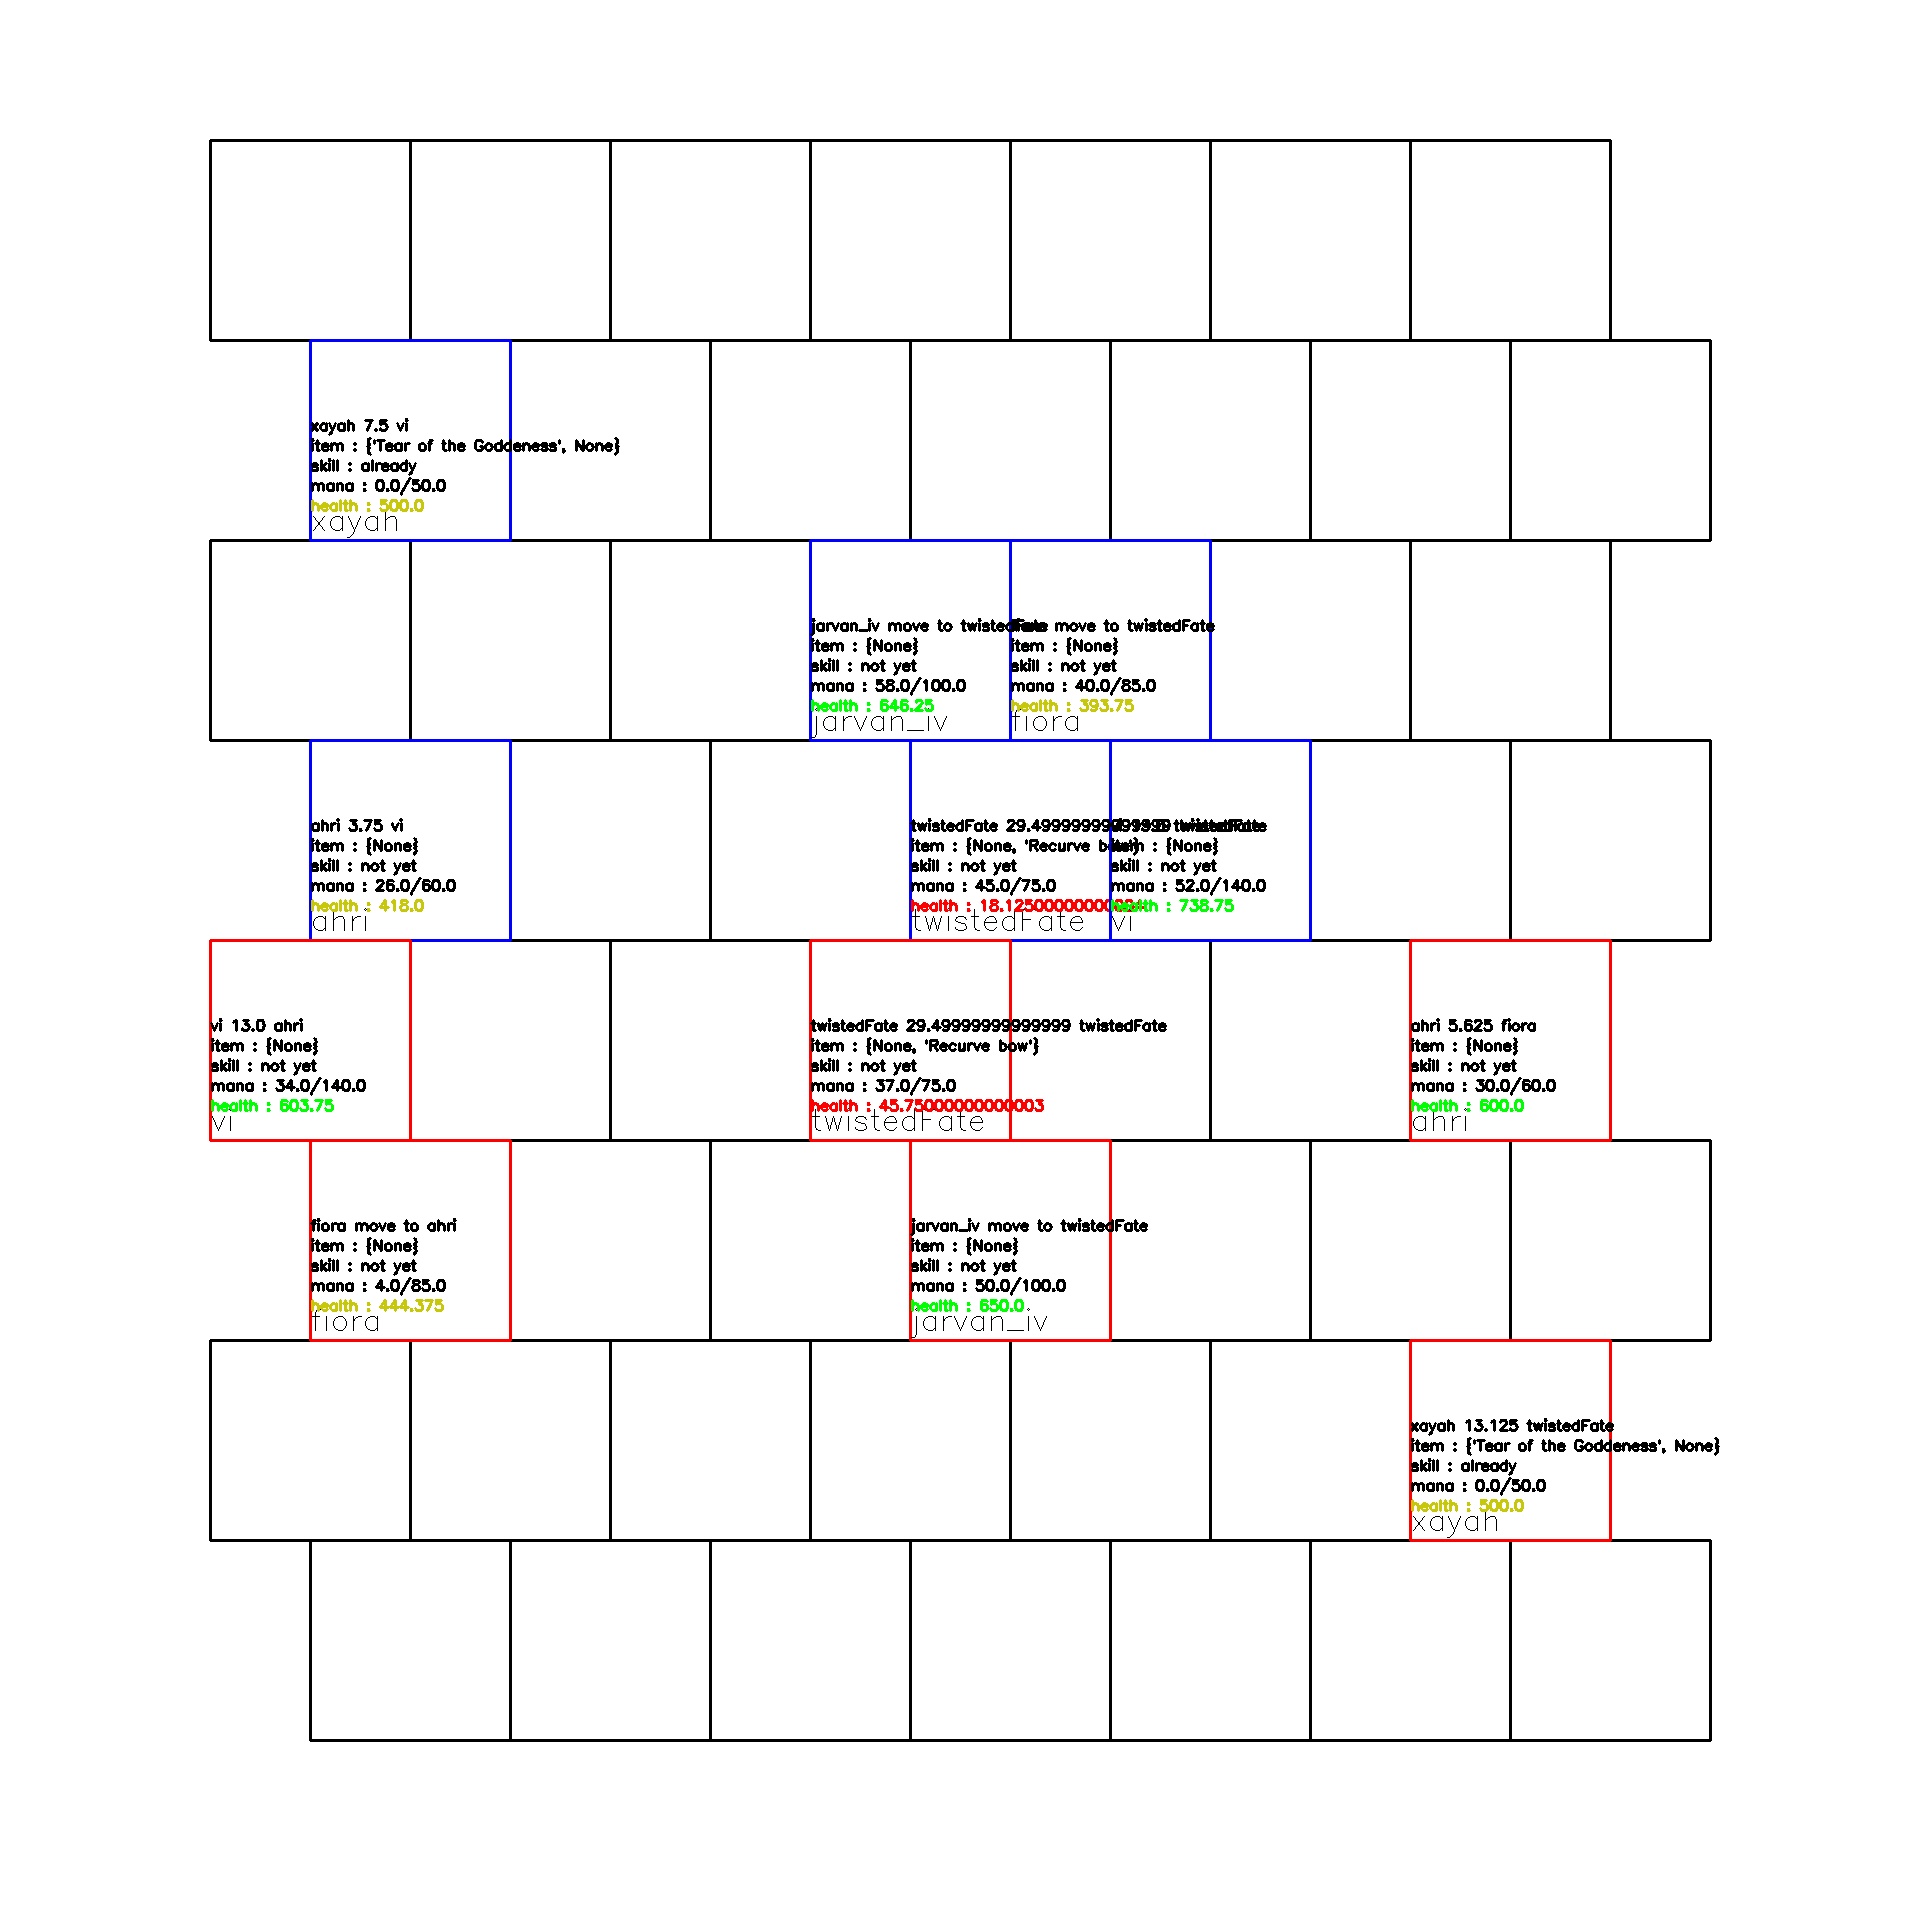 xayah 7.5 vi
item : {'Tear of the Goddeness', None}
skill : already
mana : 0.0/50.0
health : 500.0
xayah
jarvan_iv move to twistedFate
item : {None}
skill : not yet
mana : 58.0/100.0
health : 646.25
jarvan_iv
move to twistedFate
item : {None}
skill : not yet
mana : 40.0/85.0
health : 393.75
fiora
ahri 3.75 vi
item : {None}
skill : not yet
mana : 26.0/60.0
health : 418.0
ahri
twistedFate 29.4999999
item : {None, 'Recurve
skill : not yet
mana : 45.0/75.0
health : 18.12500000000
twistedFate
twistedFate
: {None}
skill : not yet
mana : 52.0/140.0
health : 738.75
vi
vi 13.0 ahri
item : {None}
skill : not yet
mana : 34.0/140.0
health : 603.75
vi
twistedFate 29.49999999999999 twistedFate
item : {None, 'Recurve bow'}
skill : not yet
mana : 37.0/75.0
health : 45.75000000000003
twistedFate
ahri 5.625 fiora
item : {None}
skill : not yet
mana : 30.0/60.0
health : 600.0
ahri
fiora move to ahri
item : {None}
skill : not yet
mana : 4.0/85.0
health : 444.375
fiora
jarvan_iv move to twistedFate
item : {None}
skill : not yet
mana : 50.0/100.0
health : 650.0
jarvan_iv
xayah 13.125 twistedFate
item : {'Tear of the Goddeness', None}
skill : already
mana : 0.0/50.0
health : 500.0
xayah